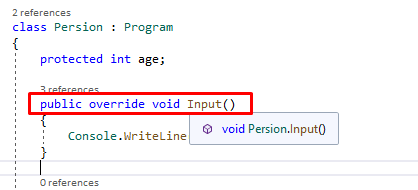 2 references
class Persion : Program
{
protected int age;
3 references
public override void Input()
{
Console.WriteLine
void Persion.Input()
}
0 references